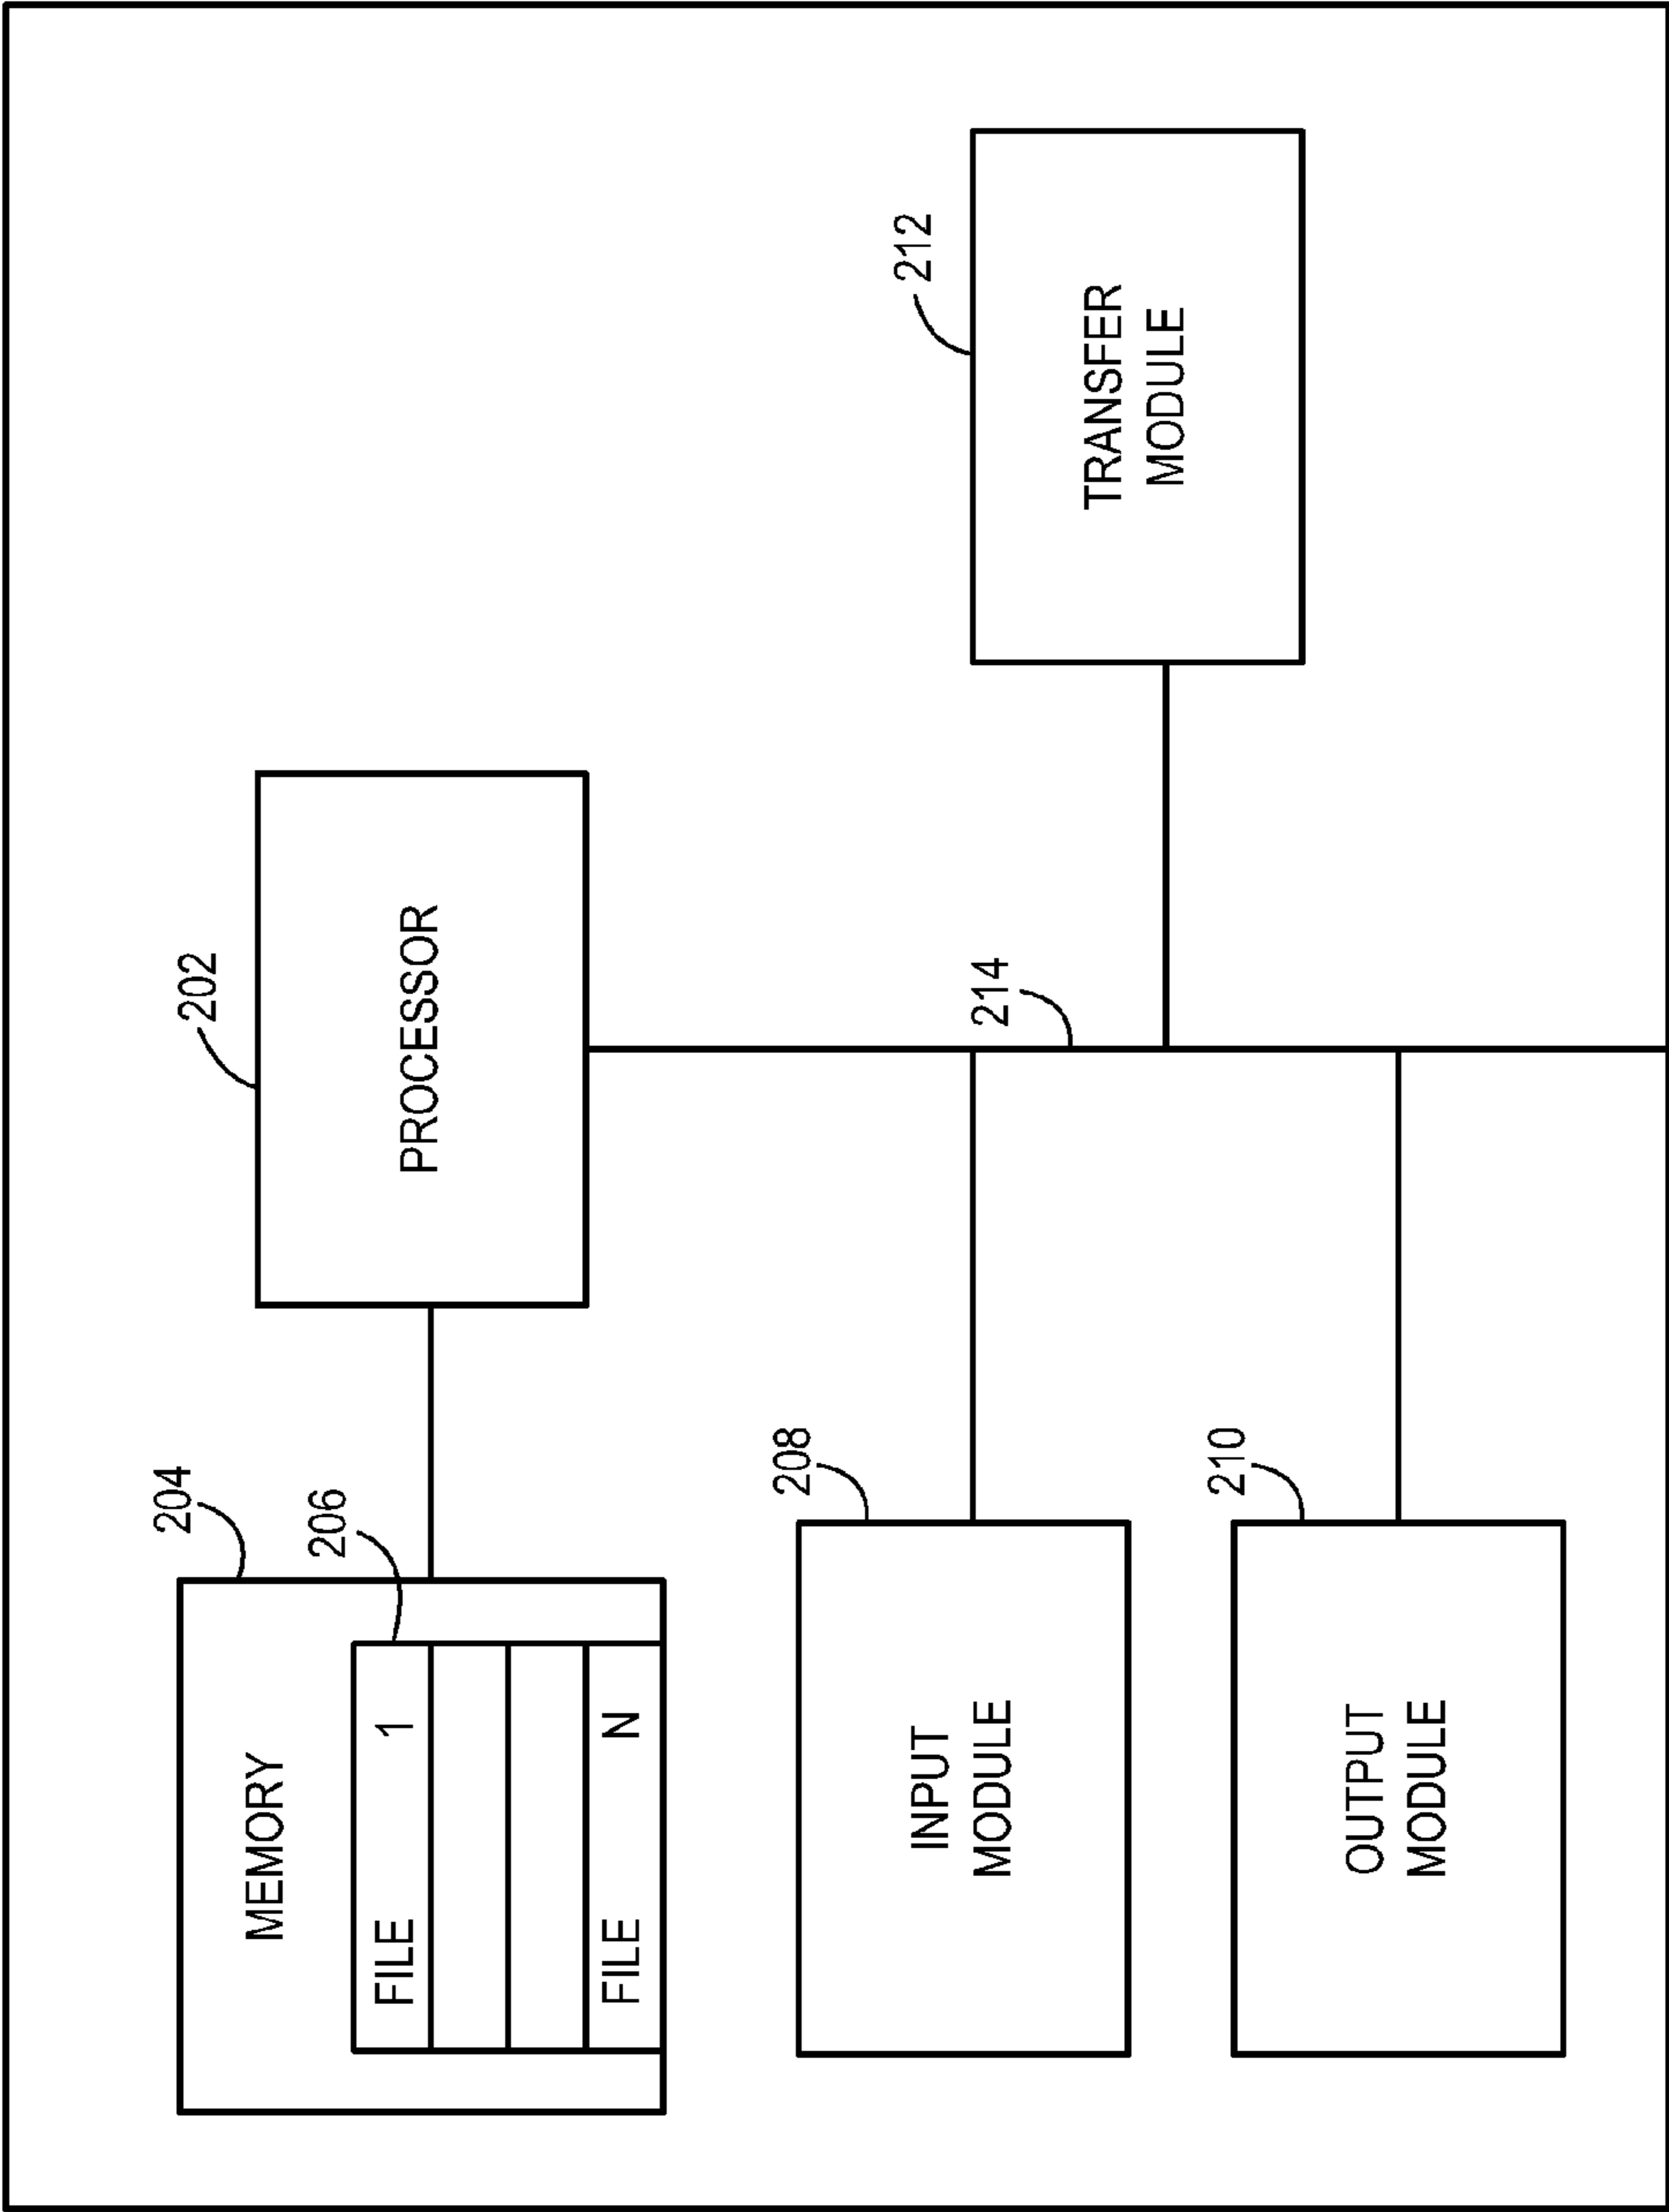 204
MEMORY
206
FILE 1
FILE N
202
PROCESSOR
208
INPUT
MODULE
214
212
TRANSFER
MODULE
210
OUTPUT
MODULE